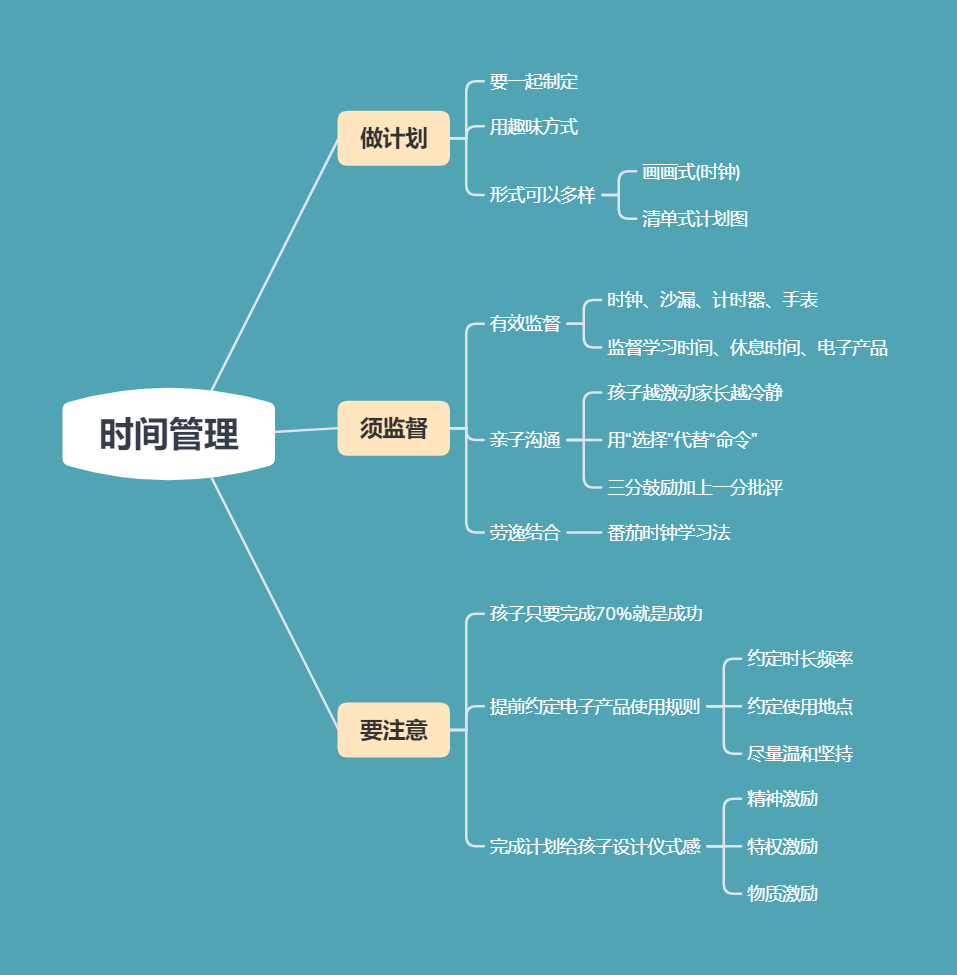 时间管理
做计划
要一起制定
用趣味方式
形式可以多样
画画式(时钟)
清单式计划图
须监督
有效监督
时钟、沙漏、计时器、手表
监督学习时间、休息时间、电子产品
亲子沟通
孩子越激动家长越冷静
用“选择”代替“命令”
三分鼓励加上一分批评
劳逸结合
番茄时钟学习法
要注意
孩子只要完成70%就是成功
提前约定电子产品使用规则
约定时长频率
约定使用地点
尽量温和坚持
完成计划给孩子设计仪式感
精神激励
特权激励
物质激励